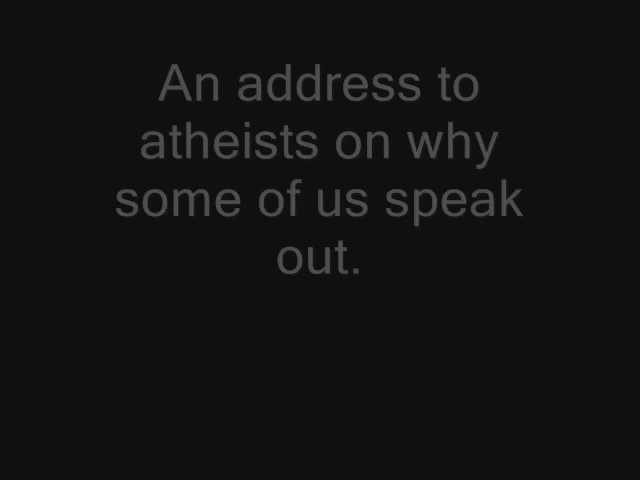 An address to
atheists on why
some of us speak
out.